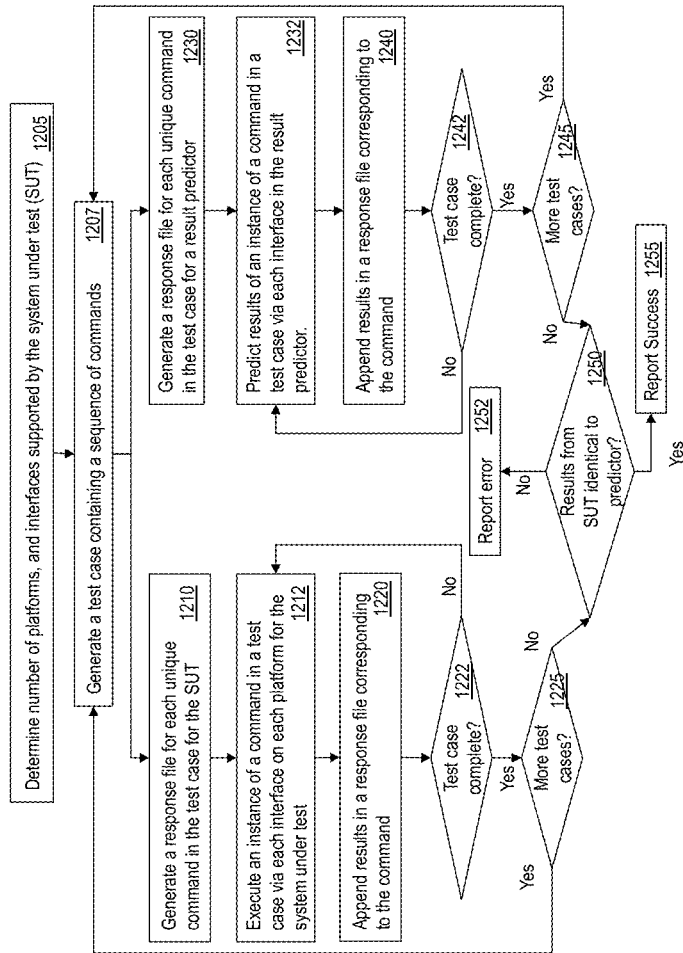 Determine number of platforms, and interfaces supported by the system under test (SUT) 1205
Generate a test case containing a sequence of commands 1207
Generate a response file for each unique
command in the test case for the SUT 1210
Execute an instance of a command in a test
case via each interface on each platform for the
system under test 1212
Append results in a response file corresponding
to the command 1220
Test case
complete? 1222
No
Yes
More test
cases? 1225
Yes
No
Generate a response file for each unique command
in the test case for a result predictor 1230
Predict results of an instance of a command in a
test case via each interface in the result
predictor. 1232
Append results in a response file corresponding to
the command 1240
Test case
complete? 1242
No
Yes
More test
cases? 1245
Yes
No
Results from
SUT identical to
predictor? 1250
No
Report error 1252
Yes
Report Success 1255